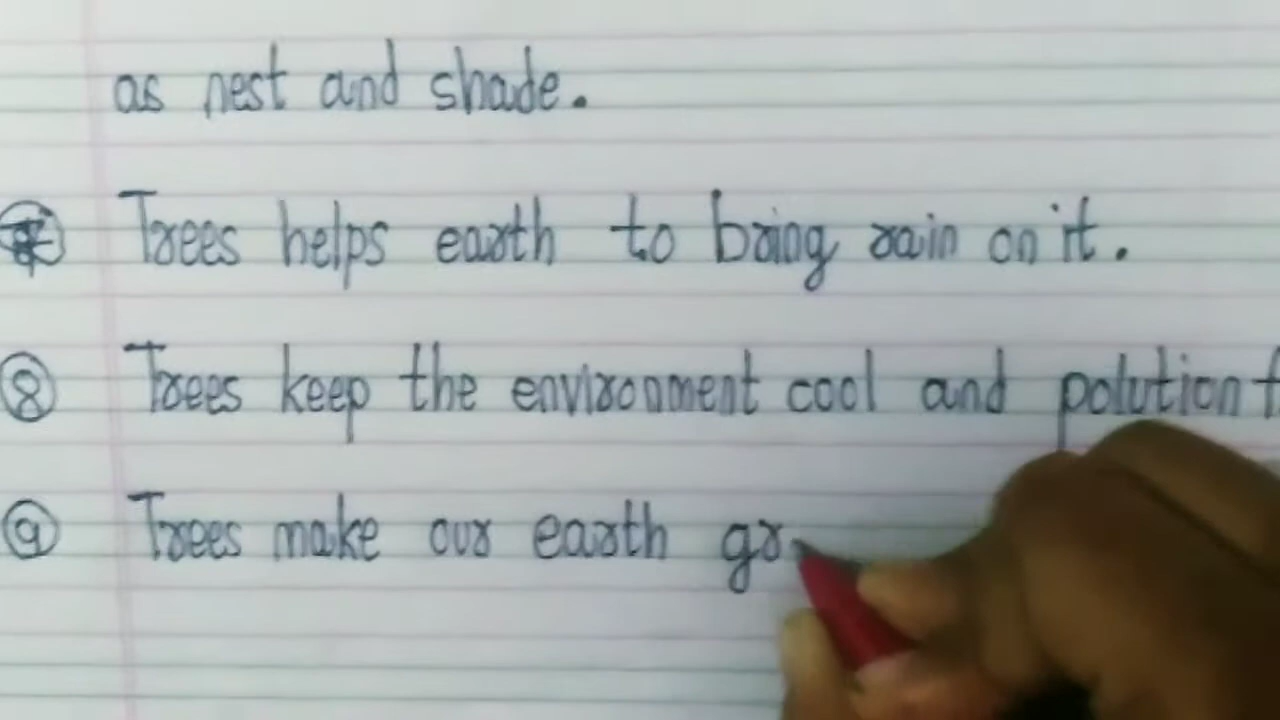 as nest and shade.
Trees helps earth to bring rain on it.
⑧ Trees keep the environment cool and polution f
⑨ Trees make our earth gr